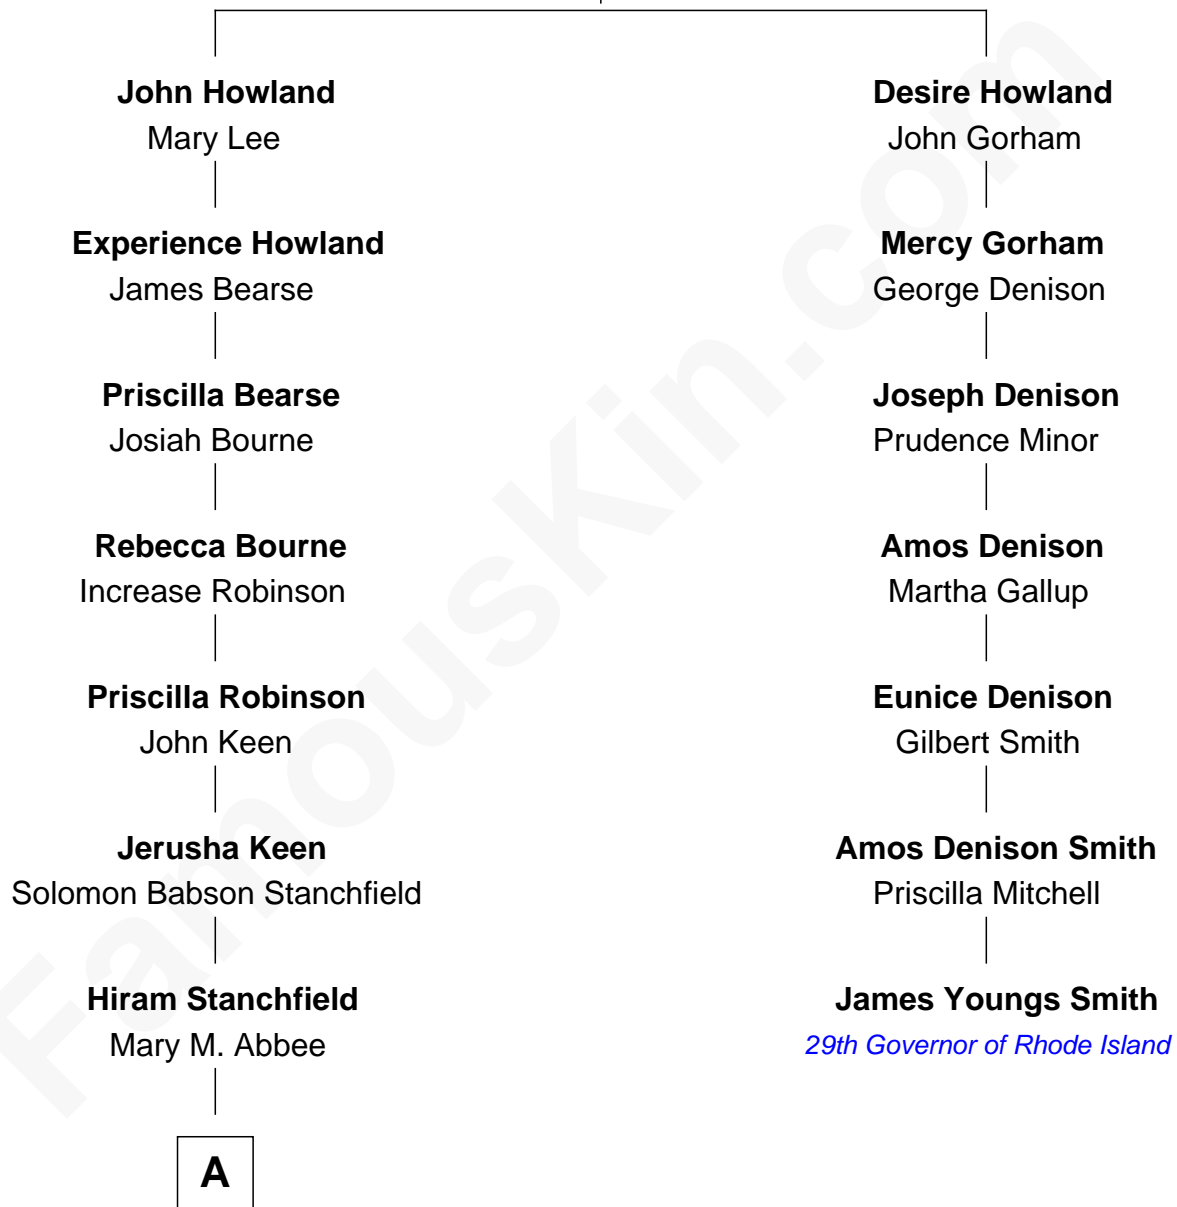 John Howland
Mary Lee
Experience Howland
James Bearse
Priscilla Bearse
Josiah Bourne
Rebecca Bourne
Increase Robinson
Priscilla Robinson
John Keen
Jerusha Keen
Solomon Babson Stanchfield
Hiram Stanchfield
Mary M. Abbee
A
Desire Howland
John Gorham
Mercy Gorham
George Denison
Joseph Denison
Prudence Minor
Amos Denison
Martha Gallup
Eunice Denison
Gilbert Smith
Amos Denison Smith
Priscilla Mitchell
James Youngs Smith
29th Governor of Rhode Island
FamousKin.com